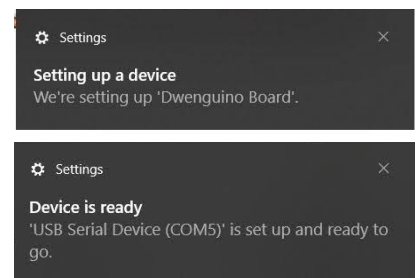 Settings
Setting up a device
We're setting up 'Dwenguino Board'.
Settings
Device is ready
'USB Serial Device (COM5)' is set up and ready to
go.